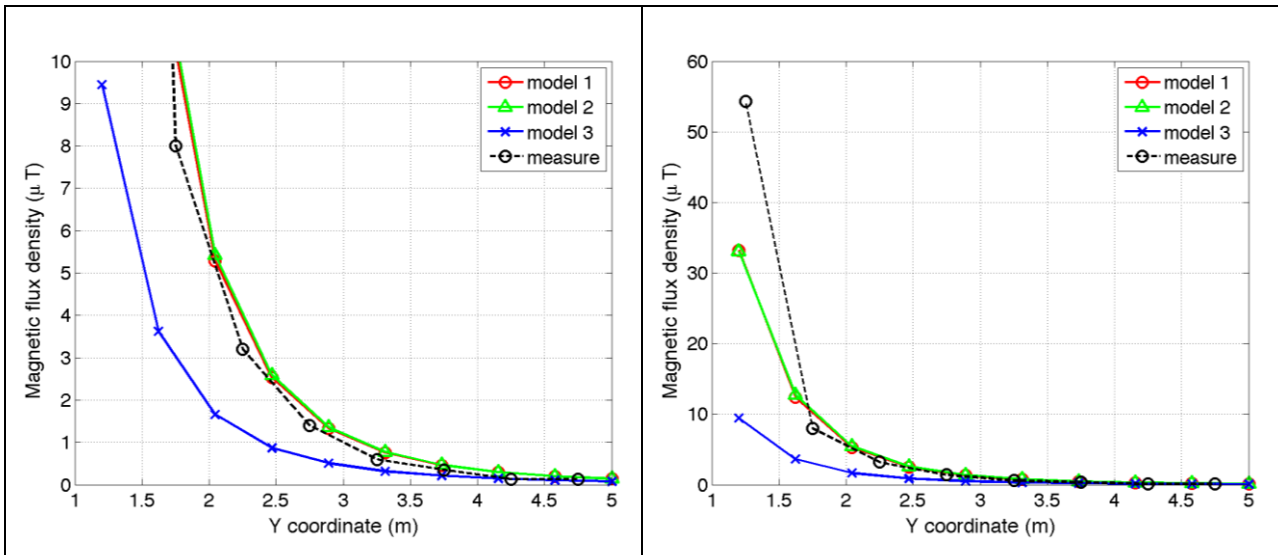 10
9
8
7
6
5
4
3
2
1
0
Magnetic flux density (μ T)
1 1.5 2 2.5 3 3.5 4 4.5 5
Y coordinate (m)
model 1
model 2
model 3
measure
60
50
40
30
20
10
0
Magnetic flux density (μ T)
1 1.5 2 2.5 3 3.5 4 4.5 5
Y coordinate (m)
model 1
model 2
model 3
measure